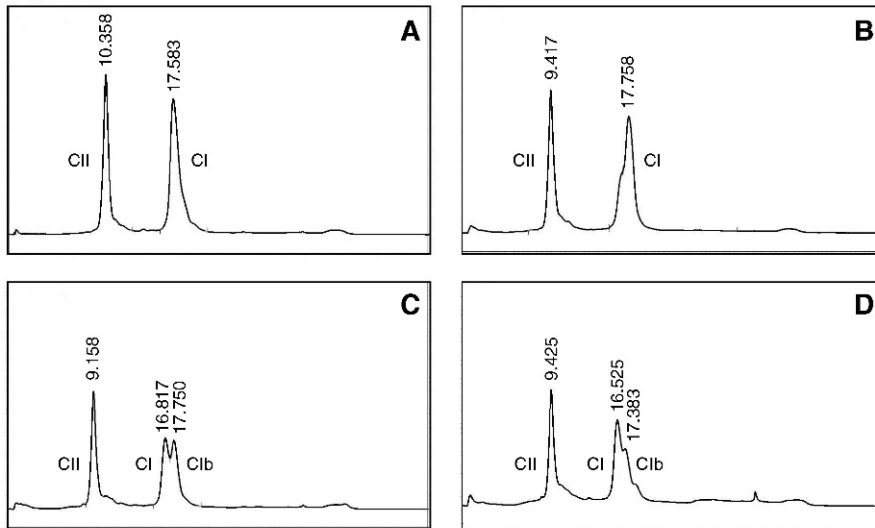 A
10.358
17.583
CII
CI
B
9.417
17.758
CII
CI
C
9.158
16.817
17.750
CII
CI
CIb
D
9.425
16.525
17.383
CII
CI
CIb